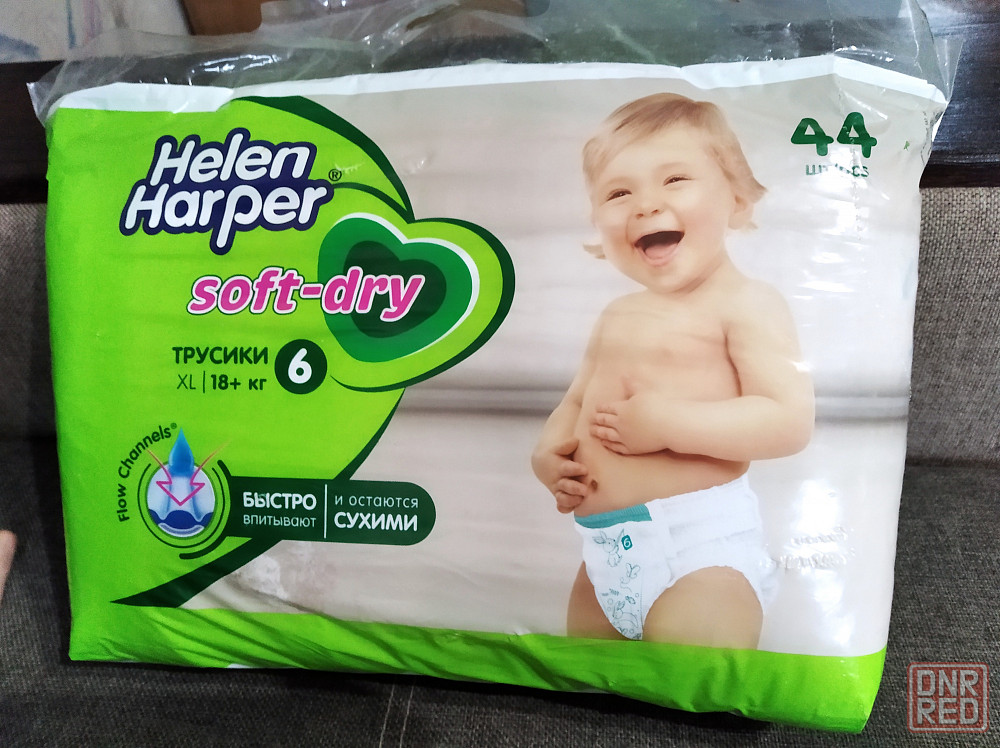 Helen
Harper®
soft-dry
ТРУСИКИ 6
XL | 18+ кг
Flow Channels®
БЫСТРО
ВПИТЫВАЮТ
И ОСТАЮТСЯ
СУХИМИ
44
6
DNR
RED